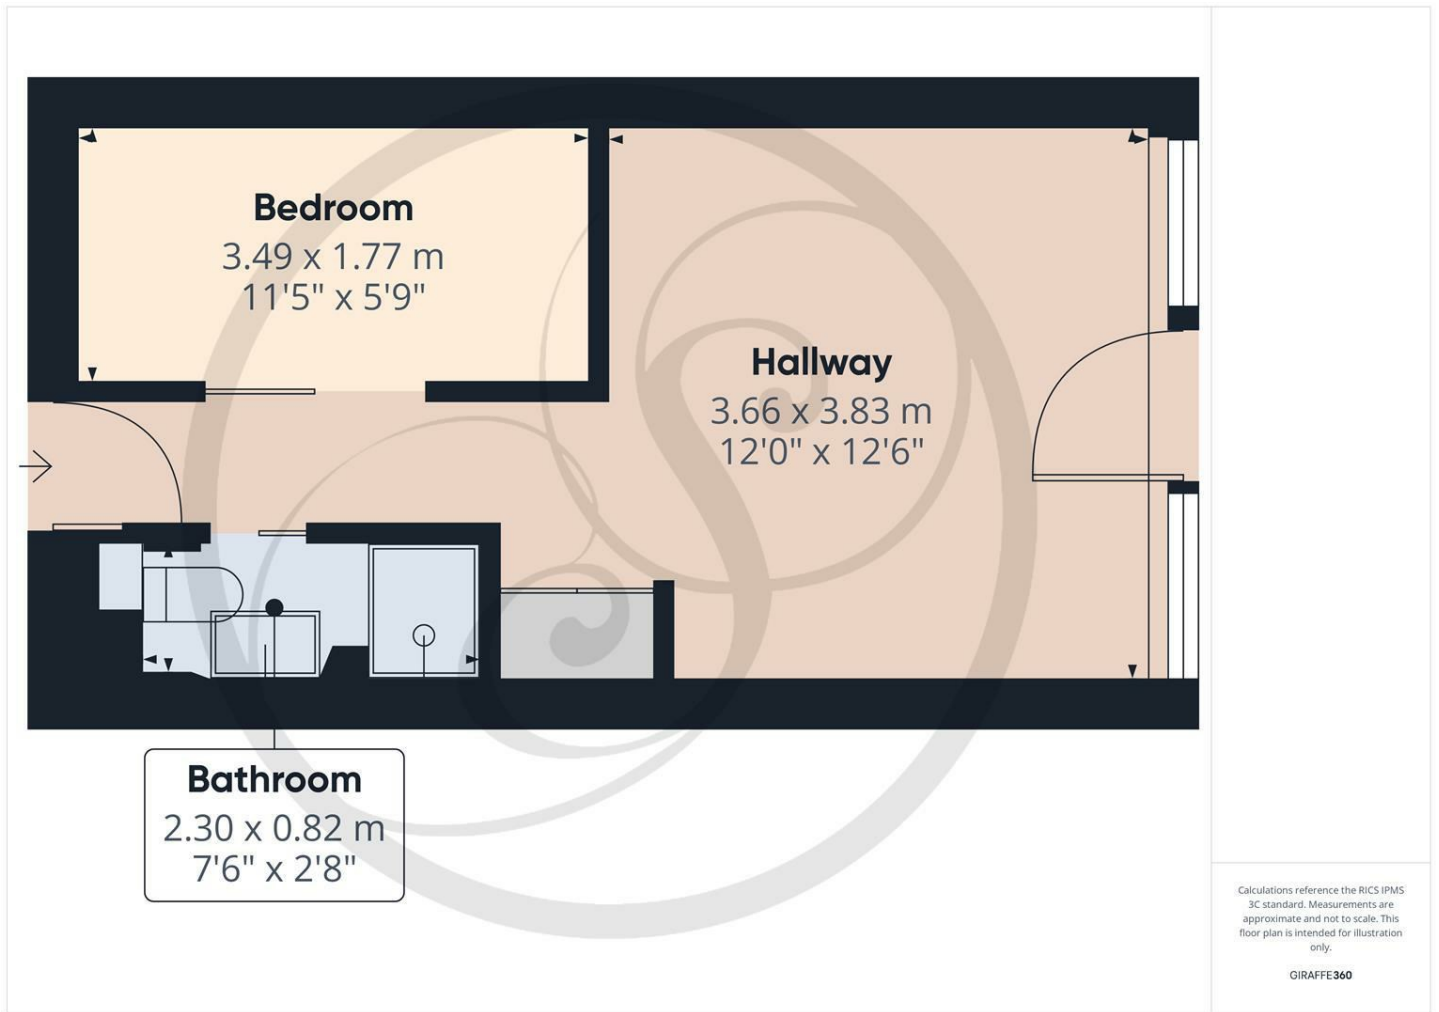 Bedroom
3.49 x 1.77 m
11'5" x 5'9"
Hallway
3.66 x 3.83 m
12'0" x 12'6"
Bathroom
2.30 x 0.82 m
7'6" x 2'8"
Calculations reference the RICS IPMS
3C standard. Measurements are
approximate and not to scale. This
floor plan is intended for illustration
only.
GIRAFFE360